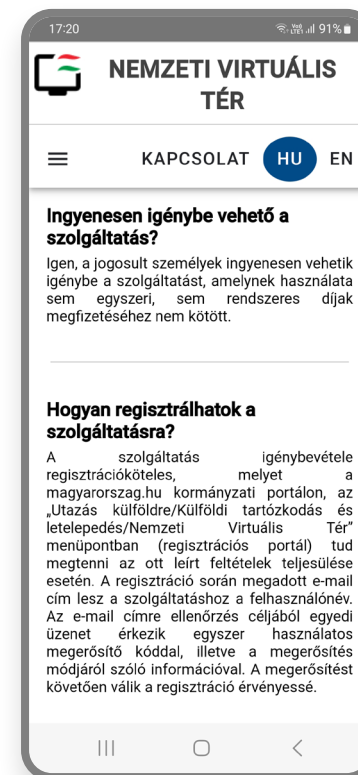 17:20
Vo9 LTE1 91%
NEMZETI VIRTUÁLIS
TÉR
KAPCSOLAT HU EN
Ingyenesen igénybe vehető a
szolgáltatás?
Igen, a jogosult személyek ingyenesen vehetik
igénybe a szolgáltatást, amelynek használata
sem egyszeri, sem rendszeres díjak
megfizetéséhez nem kötött.
Hogyan regisztrálhatok a
szolgáltatásra?
A szolgáltatás igénybevétele
regisztrációköteles, melyet a
magyarorszag.hu kormányzati portálon, az
„Utazás külföldre/Külföldi tartózkodás és
letelepedés/Nemzeti Virtuális Tér”
menüpontban (regisztrációs portál) tud
megtenni az ott leírt feltételek teljesülése
esetén. A regisztráció során megadott e-mail
cím lesz a szolgáltatáshoz a felhasználónév.
Az e-mail címre ellenőrzés céljából egyedi
üzenet érkezik egyszer használatos
megerősítő kóddal, illetve a megerősítés
módjáról szóló információval. A megerősítést
követően válik a regisztráció érvényessé.